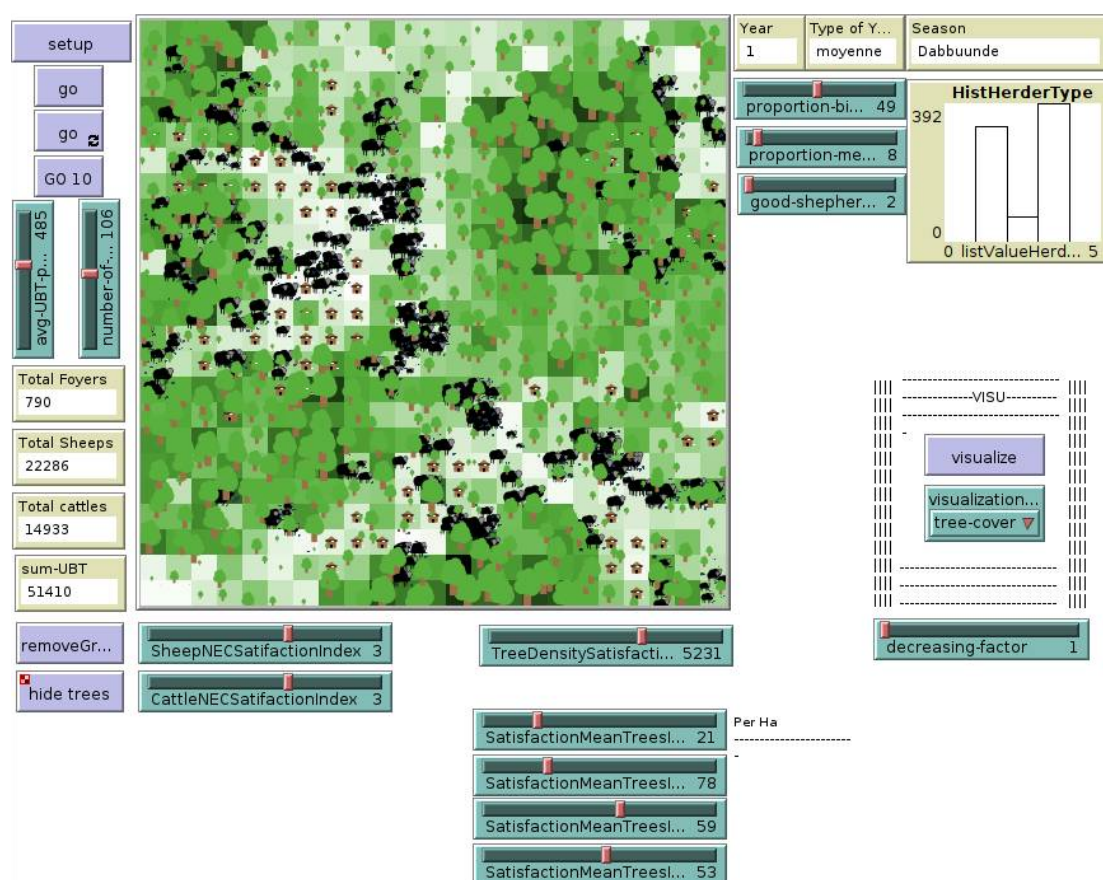 setup
go
go
GO 10
avg-UBT-p... 485
number-of-... 106
Total Foyers
790
Total Sheeps
22286
Total cattles
14933
sum-UBT
51410
removeGr...
hide trees
Year
1
Type of Y...
moyenne
Season
Dabbuunde
proportion-bi... 49
proportion-me... 8
good-shepher... 2
HistHerderType
392
0
0 listValueHerd... 5
||||
---------------------------
------------VISU---------
---------------------------
-
||||
visualize
visualization...
tree-cover
---------------------------
---------------------------
---------------------------
SheepNECSatifactionIndex 3
CattleNECSatifactionIndex 3
TreeDensitySatisfacti... 5231
decreasing-factor 1
SatisfactionMeanTreesI... 21
SatisfactionMeanTreesI... 78
SatisfactionMeanTreesI... 59
SatisfactionMeanTreesI... 53
Per Ha
------------------------
-